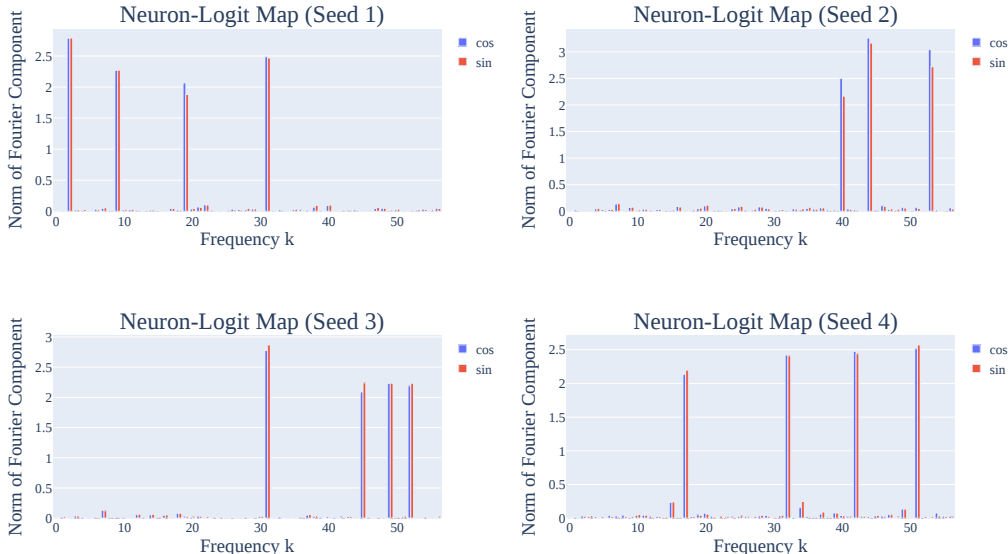 Neuron-Logit Map (Seed 1)
Norm of Fourier Component
2.5
2
1.5
1
0.5
0
0 10 20 30 40 50
Frequency k
cos
sin
Neuron-Logit Map (Seed 2)
Norm of Fourier Component
3
2.5
2
1.5
1
0.5
0
0 10 20 30 40 50
Frequency k
cos
sin
Neuron-Logit Map (Seed 3)
Norm of Fourier Component
3
2.5
2
1.5
1
0.5
0
0 10 20 30 40 50
Frequency k
cos
sin
Neuron-Logit Map (Seed 4)
Norm of Fourier Component
2.5
2
1.5
1
0.5
0
0 10 20 30 40 50
Frequency k
cos
sin